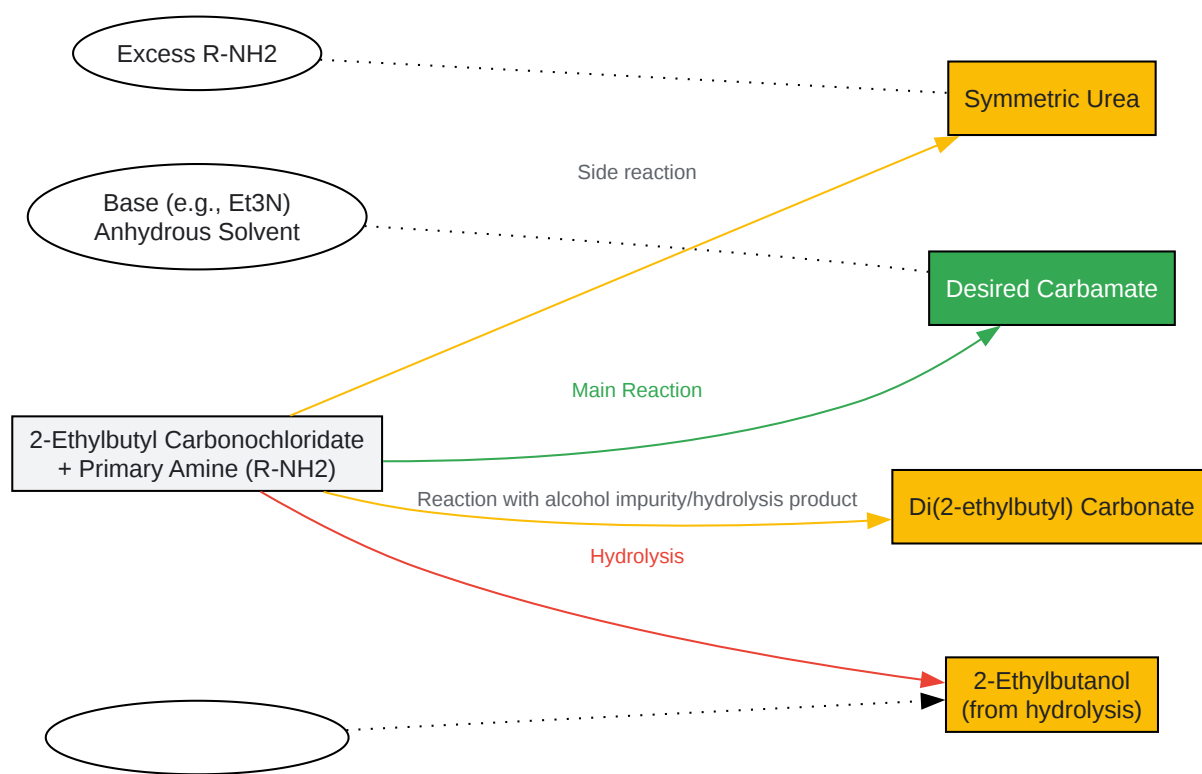 Excess R-NH2
Symmetric Urea
Side reaction
Base (e.g., Et3N)
Anhydrous Solvent
Desired Carbamate
Main Reaction
2-Ethylbutyl Carbonochloridate
+ Primary Amine (R-NH2)
Reaction with alcohol impurity/hydrolysis product
Di(2-ethylbutyl) Carbonate
Hydrolysis
2-Ethylbutanol
(from hydrolysis)